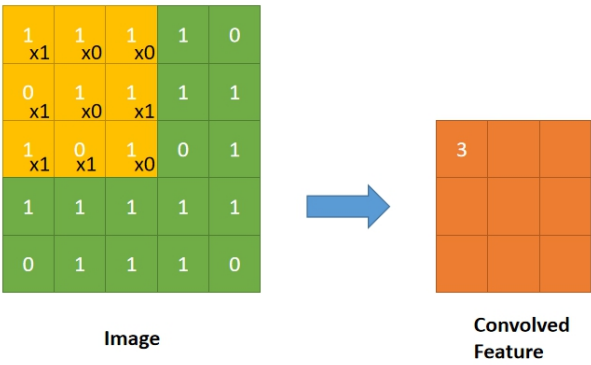 1 1 1 1 0
x1 x0 x0
0 1 1 1 1
x1 x0 x1
1 0 1 0 1
x1 x1 x0
3
1 1 1 1 1
0 1 1 1 0
Image
Convolved
Feature